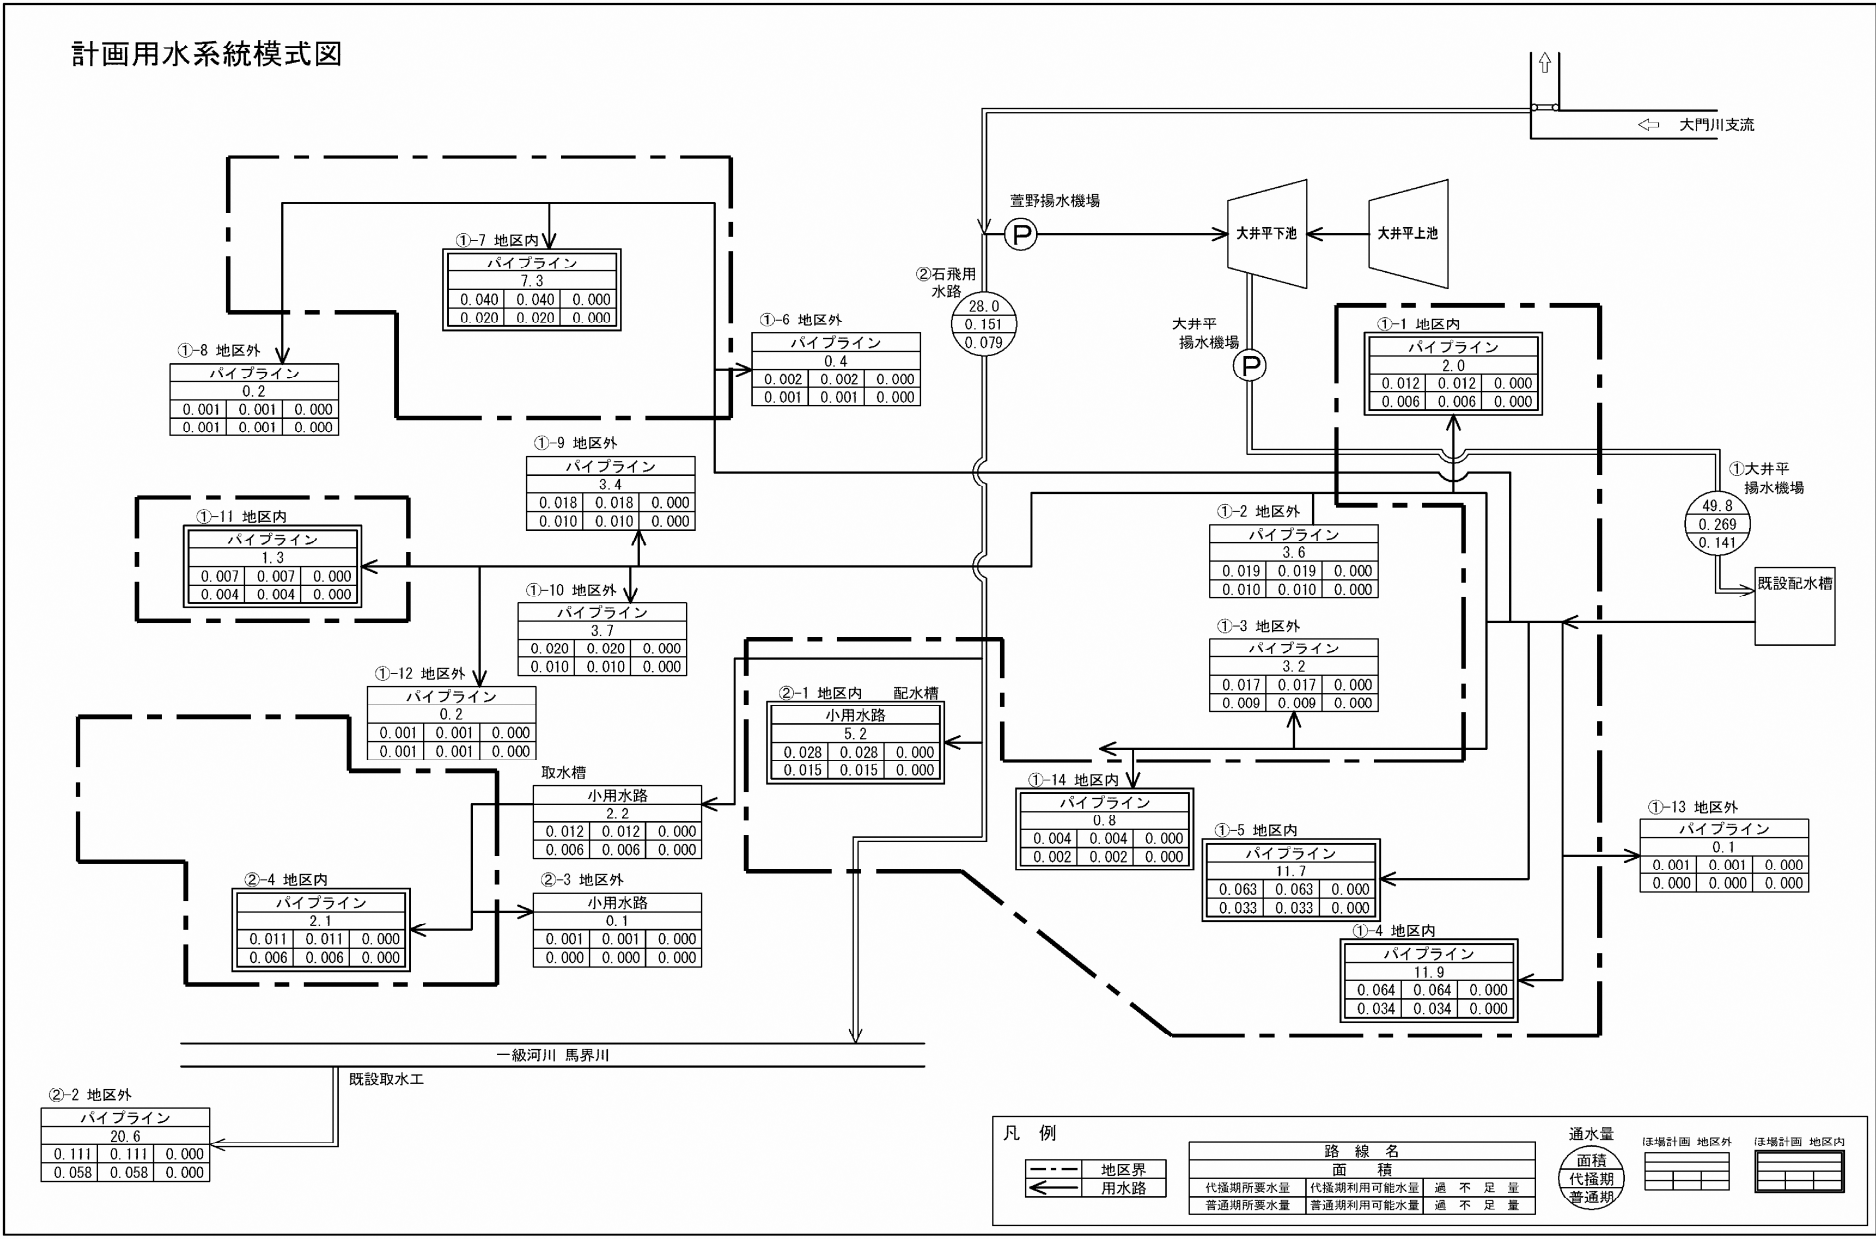 計画用水系統模式図
大門川支流
萱野揚水機場
P
大井平下池
大井平上池
②石飛用
水路
28.0
0.151
0.079
大井平
揚水機場
P
①大井平
揚水機場
49.8
0.269
0.141
既設配水槽
①-7 地区内
パイプライン
7.3
0.040 0.040 0.000
0.020 0.020 0.000
①-6 地区外
パイプライン
0.4
0.002 0.002 0.000
0.001 0.001 0.000
①-8 地区外
パイプライン
0.2
0.001 0.001 0.000
0.001 0.001 0.000
①-1 地区内
パイプライン
2.0
0.012 0.012 0.000
0.006 0.006 0.000
①-9 地区外
パイプライン
3.4
0.018 0.018 0.000
0.010 0.010 0.000
①-11 地区内
パイプライン
1.3
0.007 0.007 0.000
0.004 0.004 0.000
①-2 地区外
パイプライン
3.6
0.019 0.019 0.000
0.010 0.010 0.000
①-10 地区外
パイプライン
3.7
0.020 0.020 0.000
0.010 0.010 0.000
①-3 地区外
パイプライン
3.2
0.017 0.017 0.000
0.009 0.009 0.000
①-12 地区外
パイプライン
0.2
0.001 0.001 0.000
0.001 0.001 0.000
②-1 地区内 配水槽
小用水路
5.2
0.028 0.028 0.000
0.015 0.015 0.000
取水槽
小用水路
2.2
0.012 0.012 0.000
0.006 0.006 0.000
①-14 地区内
パイプライン
0.8
0.004 0.004 0.000
0.002 0.002 0.000
①-5 地区内
パイプライン
11.7
0.063 0.063 0.000
0.033 0.033 0.000
①-13 地区外
パイプライン
0.1
0.001 0.001 0.000
0.000 0.000 0.000
②-4 地区内
パイプライン
2.1
0.011 0.011 0.000
0.006 0.006 0.000
②-3 地区外
小用水路
0.1
0.001 0.001 0.000
0.000 0.000 0.000
①-4 地区内
パイプライン
11.9
0.064 0.064 0.000
0.034 0.034 0.000
一級河川 馬界川
既設取水工
②-2 地区外
パイプライン
20.6
0.111 0.111 0.000
0.058 0.058 0.000
凡 例
地区界
用水路
路 線 名
面 積
代掻期所要水量 代掻期利用可能水量 過 不 足 量
普通期所要水量 普通期利用可能水量 過 不 足 量
通水量
面積
代掻期
普通期
ほ場計画 地区外
ほ場計画 地区内